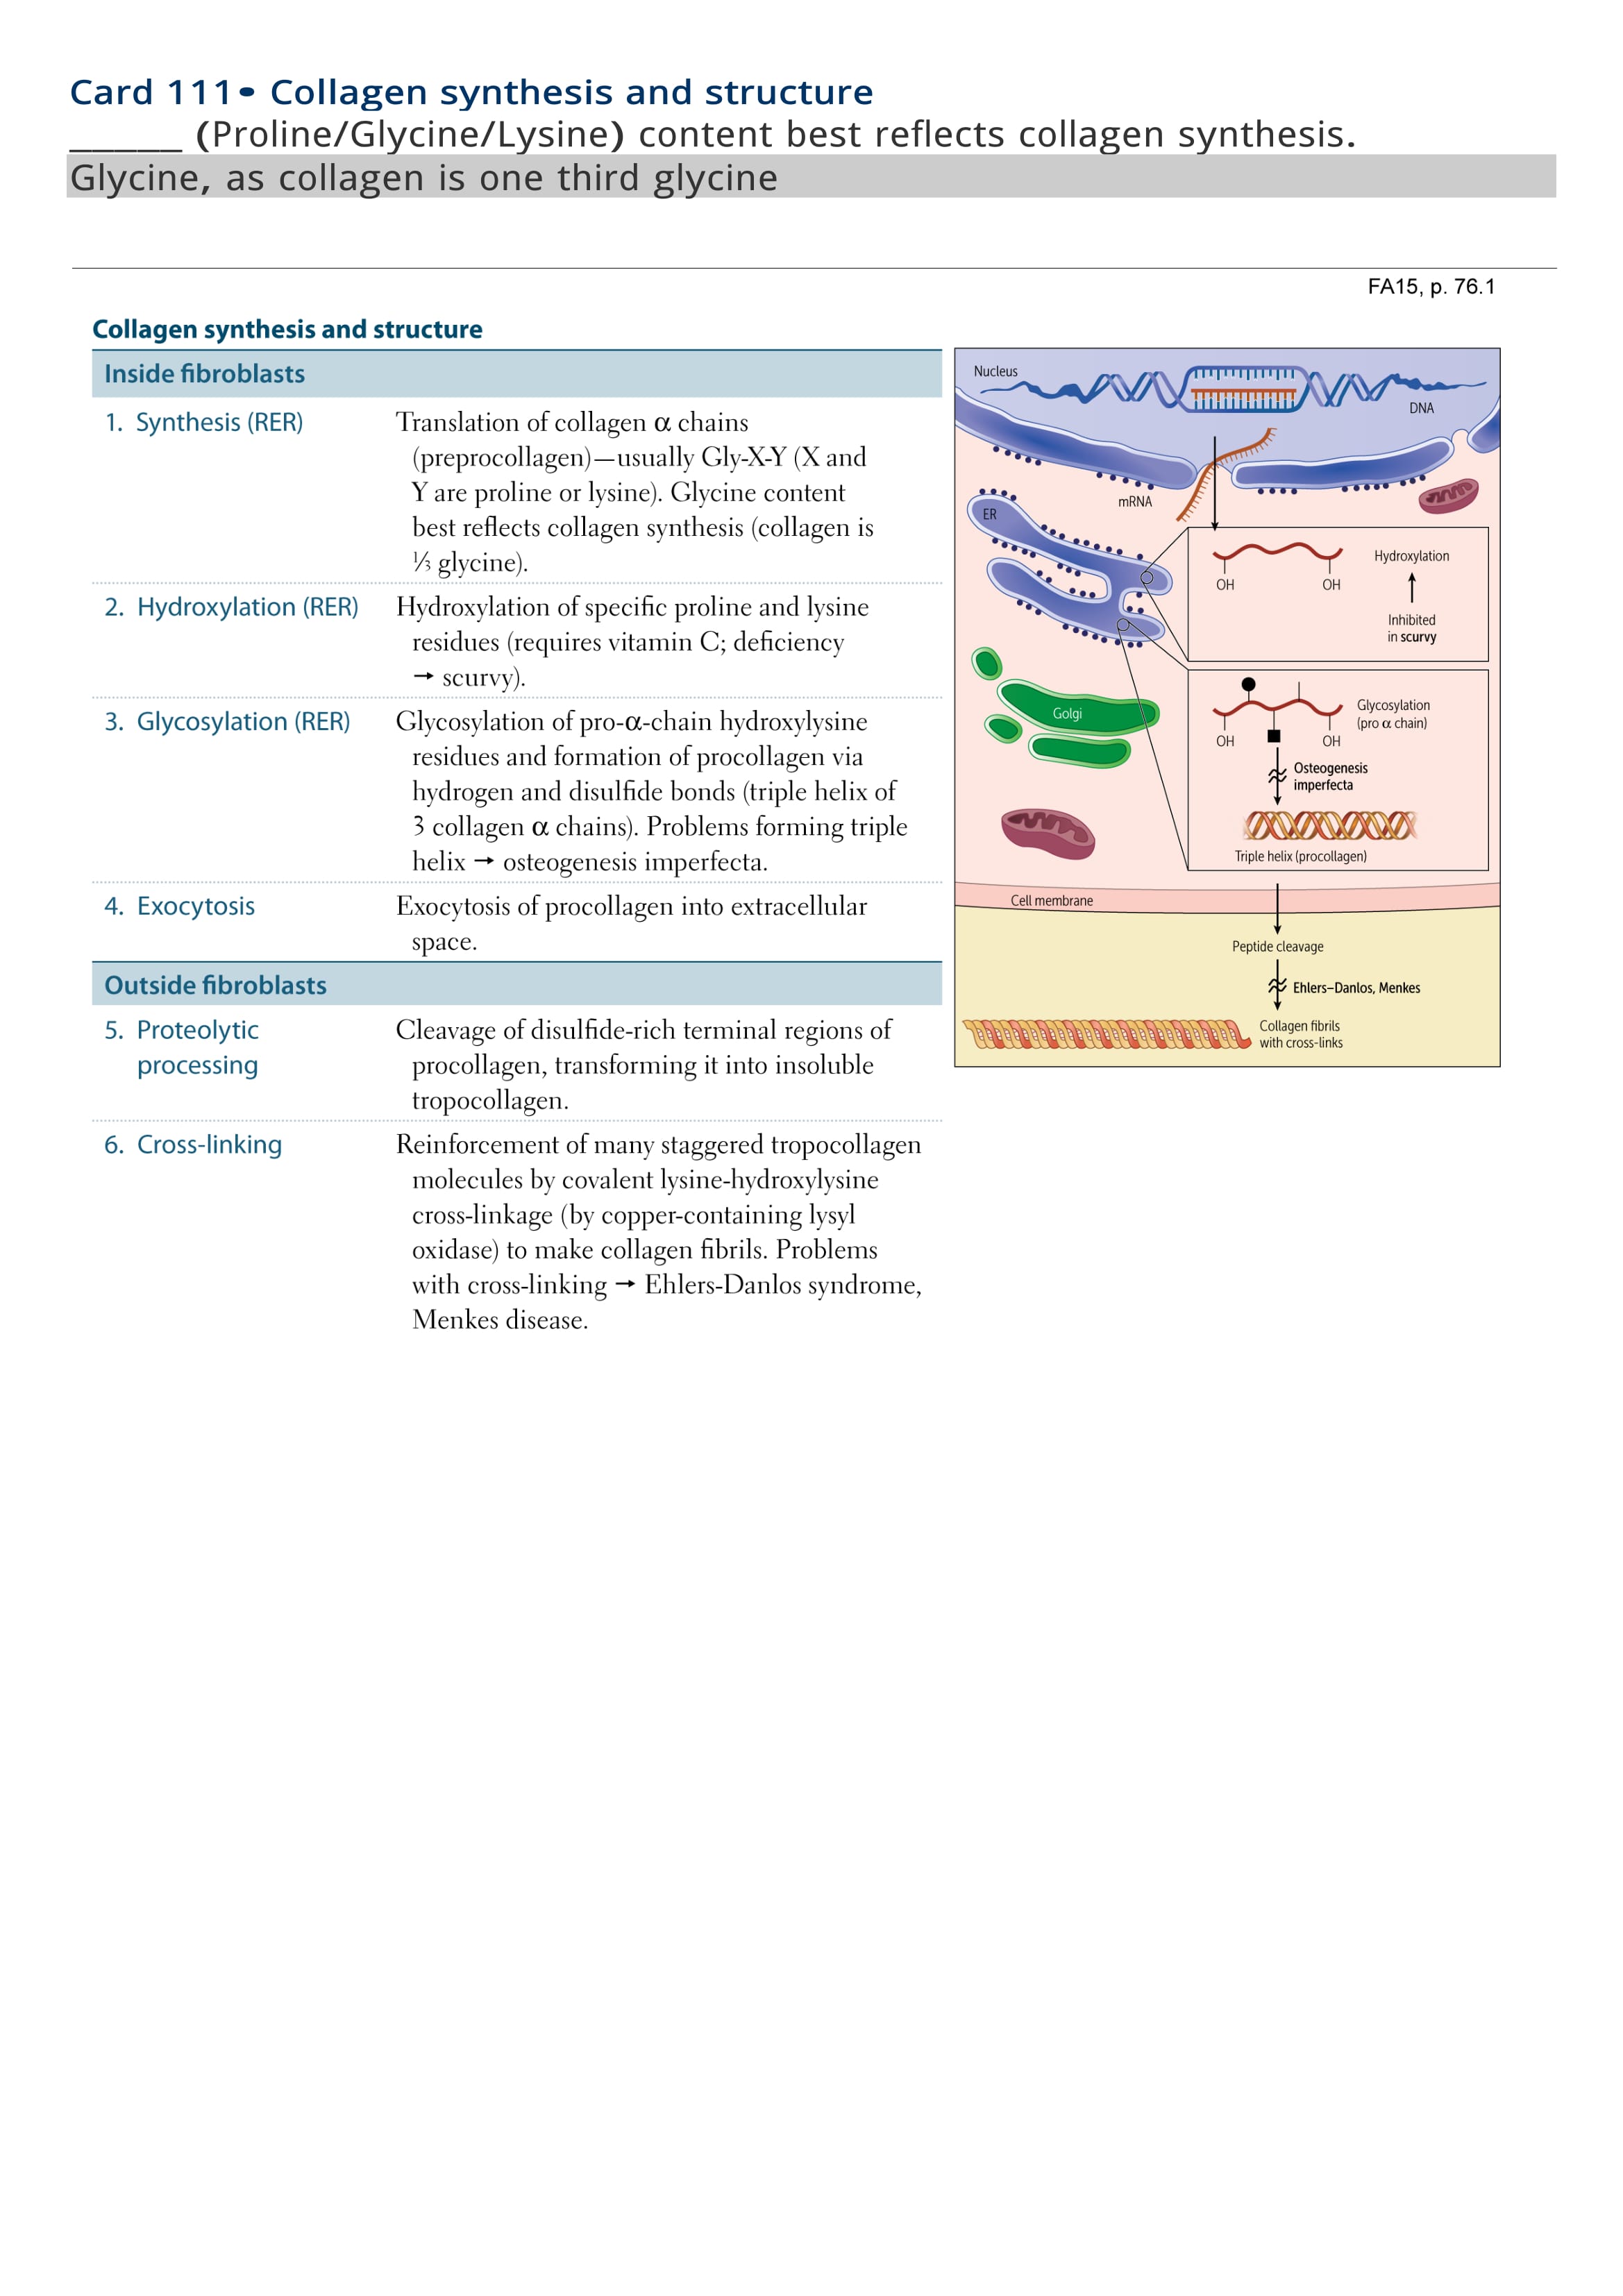 Card 111• Collagen synthesis and structure
_____ (Proline/Glycine/Lysine) content best reflects collagen synthesis.
Glycine, as collagen is one third glycine
FA15, p. 76.1
Collagen synthesis and structure
Inside fibroblasts
1. Synthesis (RER)
Translation of collagen α chains
(preprocollagen)—usually Gly-X-Y (X and
Y are proline or lysine). Glycine content
best reflects collagen synthesis (collagen is
⅓ glycine).
2. Hydroxylation (RER)
Hydroxylation of specific proline and lysine
residues (requires vitamin C; deficiency
→ scurvy).
3. Glycosylation (RER)
Glycosylation of pro-α-chain hydroxylysine
residues and formation of procollagen via
hydrogen and disulfide bonds (triple helix of
3 collagen α chains). Problems forming triple
helix → osteogenesis imperfecta.
4. Exocytosis
Exocytosis of procollagen into extracellular
space.
Outside fibroblasts
5. Proteolytic
processing
Cleavage of disulfide-rich terminal regions of
procollagen, transforming it into insoluble
tropocollagen.
6. Cross-linking
Reinforcement of many staggered tropocollagen
molecules by covalent lysine-hydroxylysine
cross-linkage (by copper-containing lysyl
oxidase) to make collagen fibrils. Problems
with cross-linking → Ehlers-Danlos syndrome,
Menkes disease.
Nucleus
DNA
mRNA
ER
Hydroxylation
OH OH
Inhibited
in scurvy
Golgi
Glycosylation
(pro α chain)
OH OH
Osteogenesis
imperfecta
Triple helix (procollagen)
Cell membrane
Peptide cleavage
Ehlers–Danlos, Menkes
Collagen fibrils
with cross-links